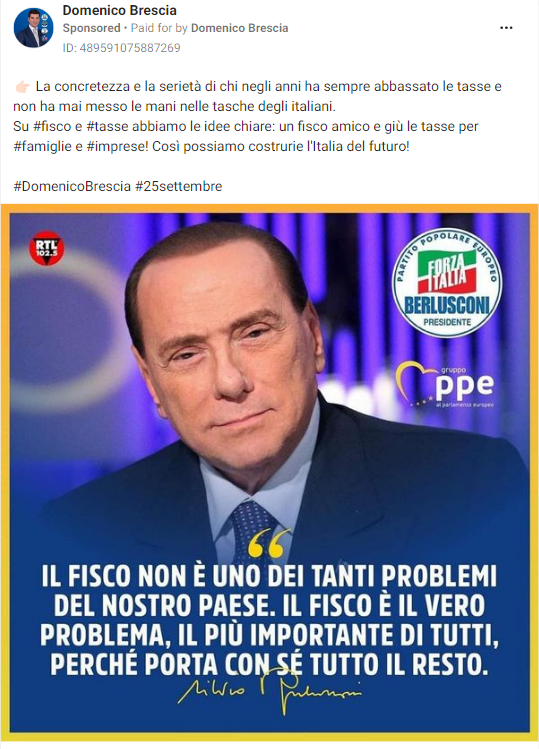 Domenico Brescia
Sponsored • Paid for by Domenico Brescia
ID: 489591075887269
👉🏻 La concretezza e la serietà di chi negli anni ha sempre abbassato le tasse e
non ha mai messo le mani nelle tasche degli italiani.
Su #fisco e #tasse abbiamo le idee chiare: un fisco amico e giù le tasse per
#famiglie e #imprese! Così possiamo costrurie l'Italia del futuro!
#DomenicoBrescia #25settembre
RTL
102.5
PARTITO POPOLARE EUROPEO
FORZA
ITALIA
BERLUSCONI
PRESIDENTE
gruppo
ppe
al parlamento europeo
“
IL FISCO NON È UNO DEI TANTI PROBLEMI
DEL NOSTRO PAESE. IL FISCO È IL VERO
PROBLEMA, IL PIÙ IMPORTANTE DI TUTTI,
PERCHÉ PORTA CON SÉ TUTTO IL RESTO.
Silvio Berlusconi